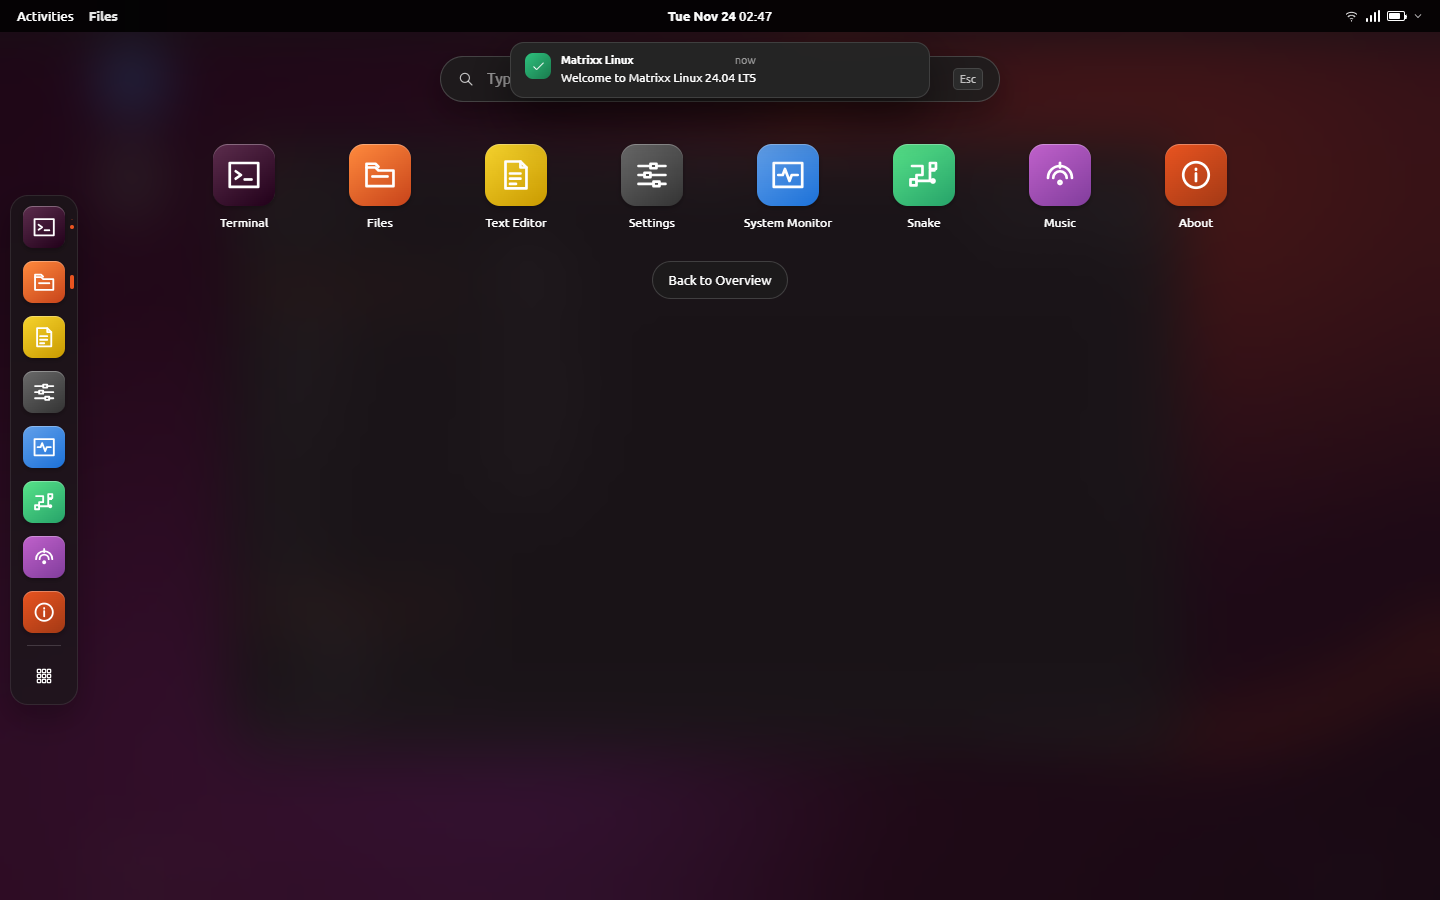 Activities Files
Tue Nov 24 02:47
Matrixx Linux now
Welcome to Matrixx Linux 24.04 LTS
Typ
Esc
Terminal
Files
Text Editor
Settings
System Monitor
Snake
Music
About
Back to Overview